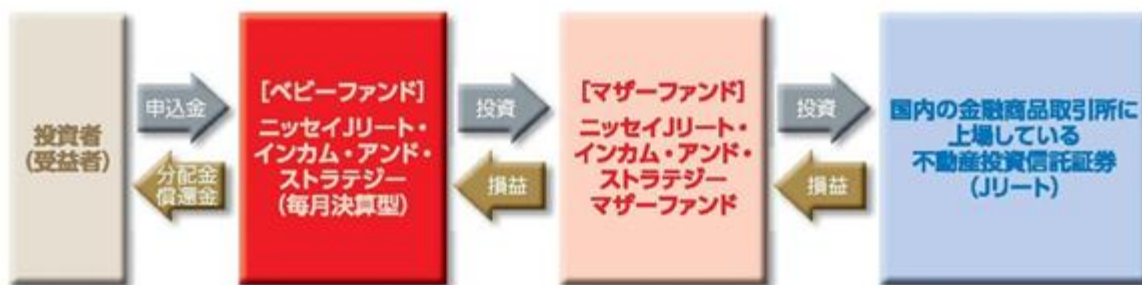 投資者
(受益者)
申込金
分配金
償還金
[ベビーファンド]
ニッセイJリート・
インカム・アンド・
ストラテジー
(毎月決算型)
投資
損益
[マザーファンド]
ニッセイJリート・
インカム・アンド・
ストラテジー
マザーファンド
投資
損益
国内の金融商品取引所に
上場している
不動産投資信託証券
(Jリート)